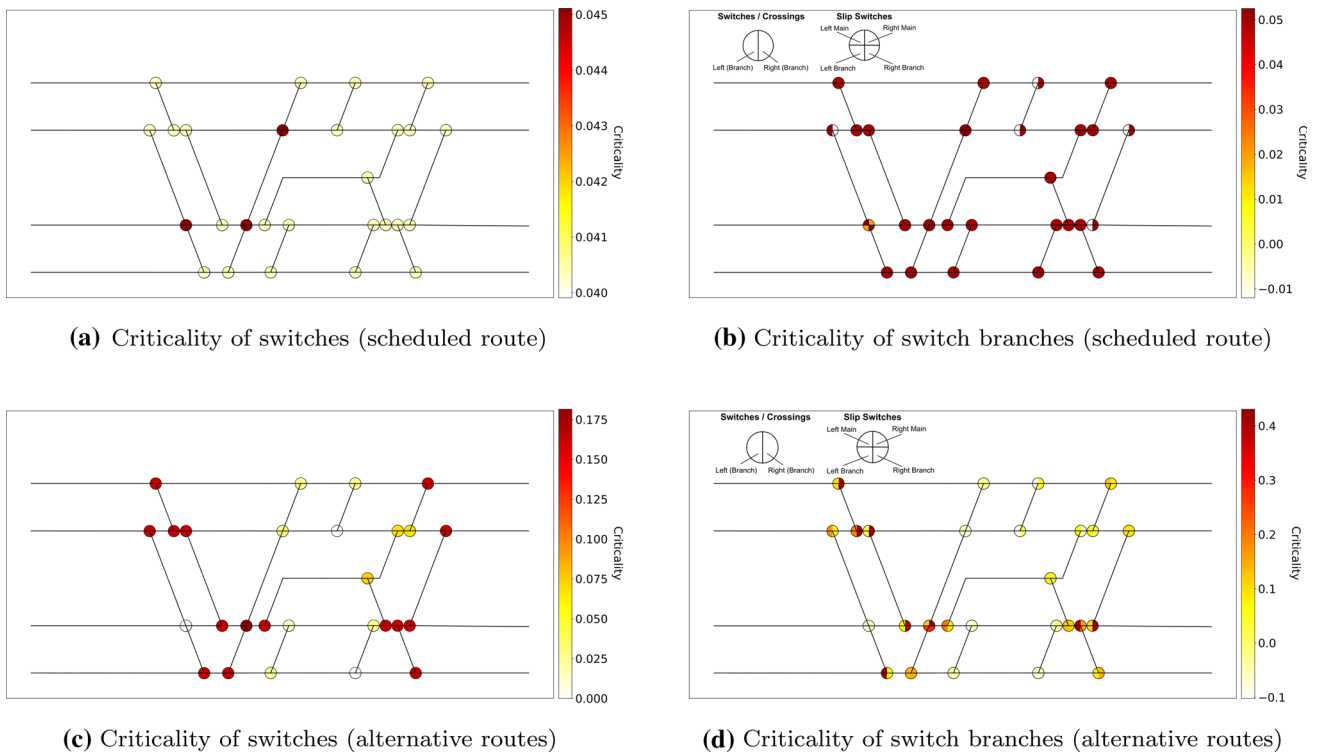 0.045
0.044
0.043
0.042
0.041
0.040
Criticality
Switches / Crossings
Slip Switches
Left Main
Right Main
Left (Branch)
Right (Branch)
Left Branch
Right Branch
0.05
0.04
0.03
0.02
0.01
0.00
−0.01
Criticality
(a) Criticality of switches (scheduled route)
(b) Criticality of switch branches (scheduled route)
0.175
0.150
0.125
0.100
0.075
0.050
0.025
0.000
Criticality
Switches / Crossings
Slip Switches
Left Main
Right Main
Left (Branch)
Right (Branch)
Left Branch
Right Branch
0.4
0.3
0.2
0.1
0.0
−0.1
Criticality
(c) Criticality of switches (alternative routes)
(d) Criticality of switch branches (alternative routes)